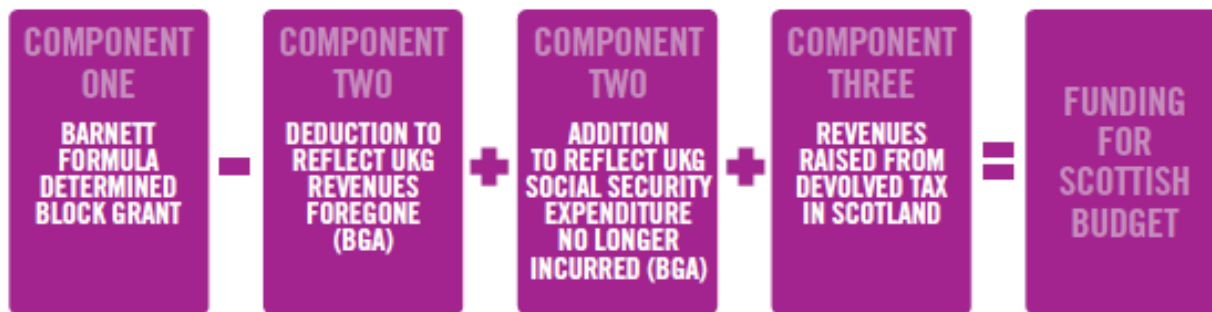 COMPONENT
ONE
BARNETT
FORMULA
DETERMINED
BLOCK GRANT
-
COMPONENT
TWO
DEDUCTION TO
REFLECT UKG
REVENUES
FOREGONE
(BGA)
+
COMPONENT
TWO
ADDITION
TO REFLECT UKG
SOCIAL SECURITY
EXPENDITURE
NO LONGER
INCURRED (BGA)
+
COMPONENT
THREE
REVENUES
RAISED FROM
DEVOLVED TAX
IN SCOTLAND
=
FUNDING
FOR
SCOTTISH
BUDGET